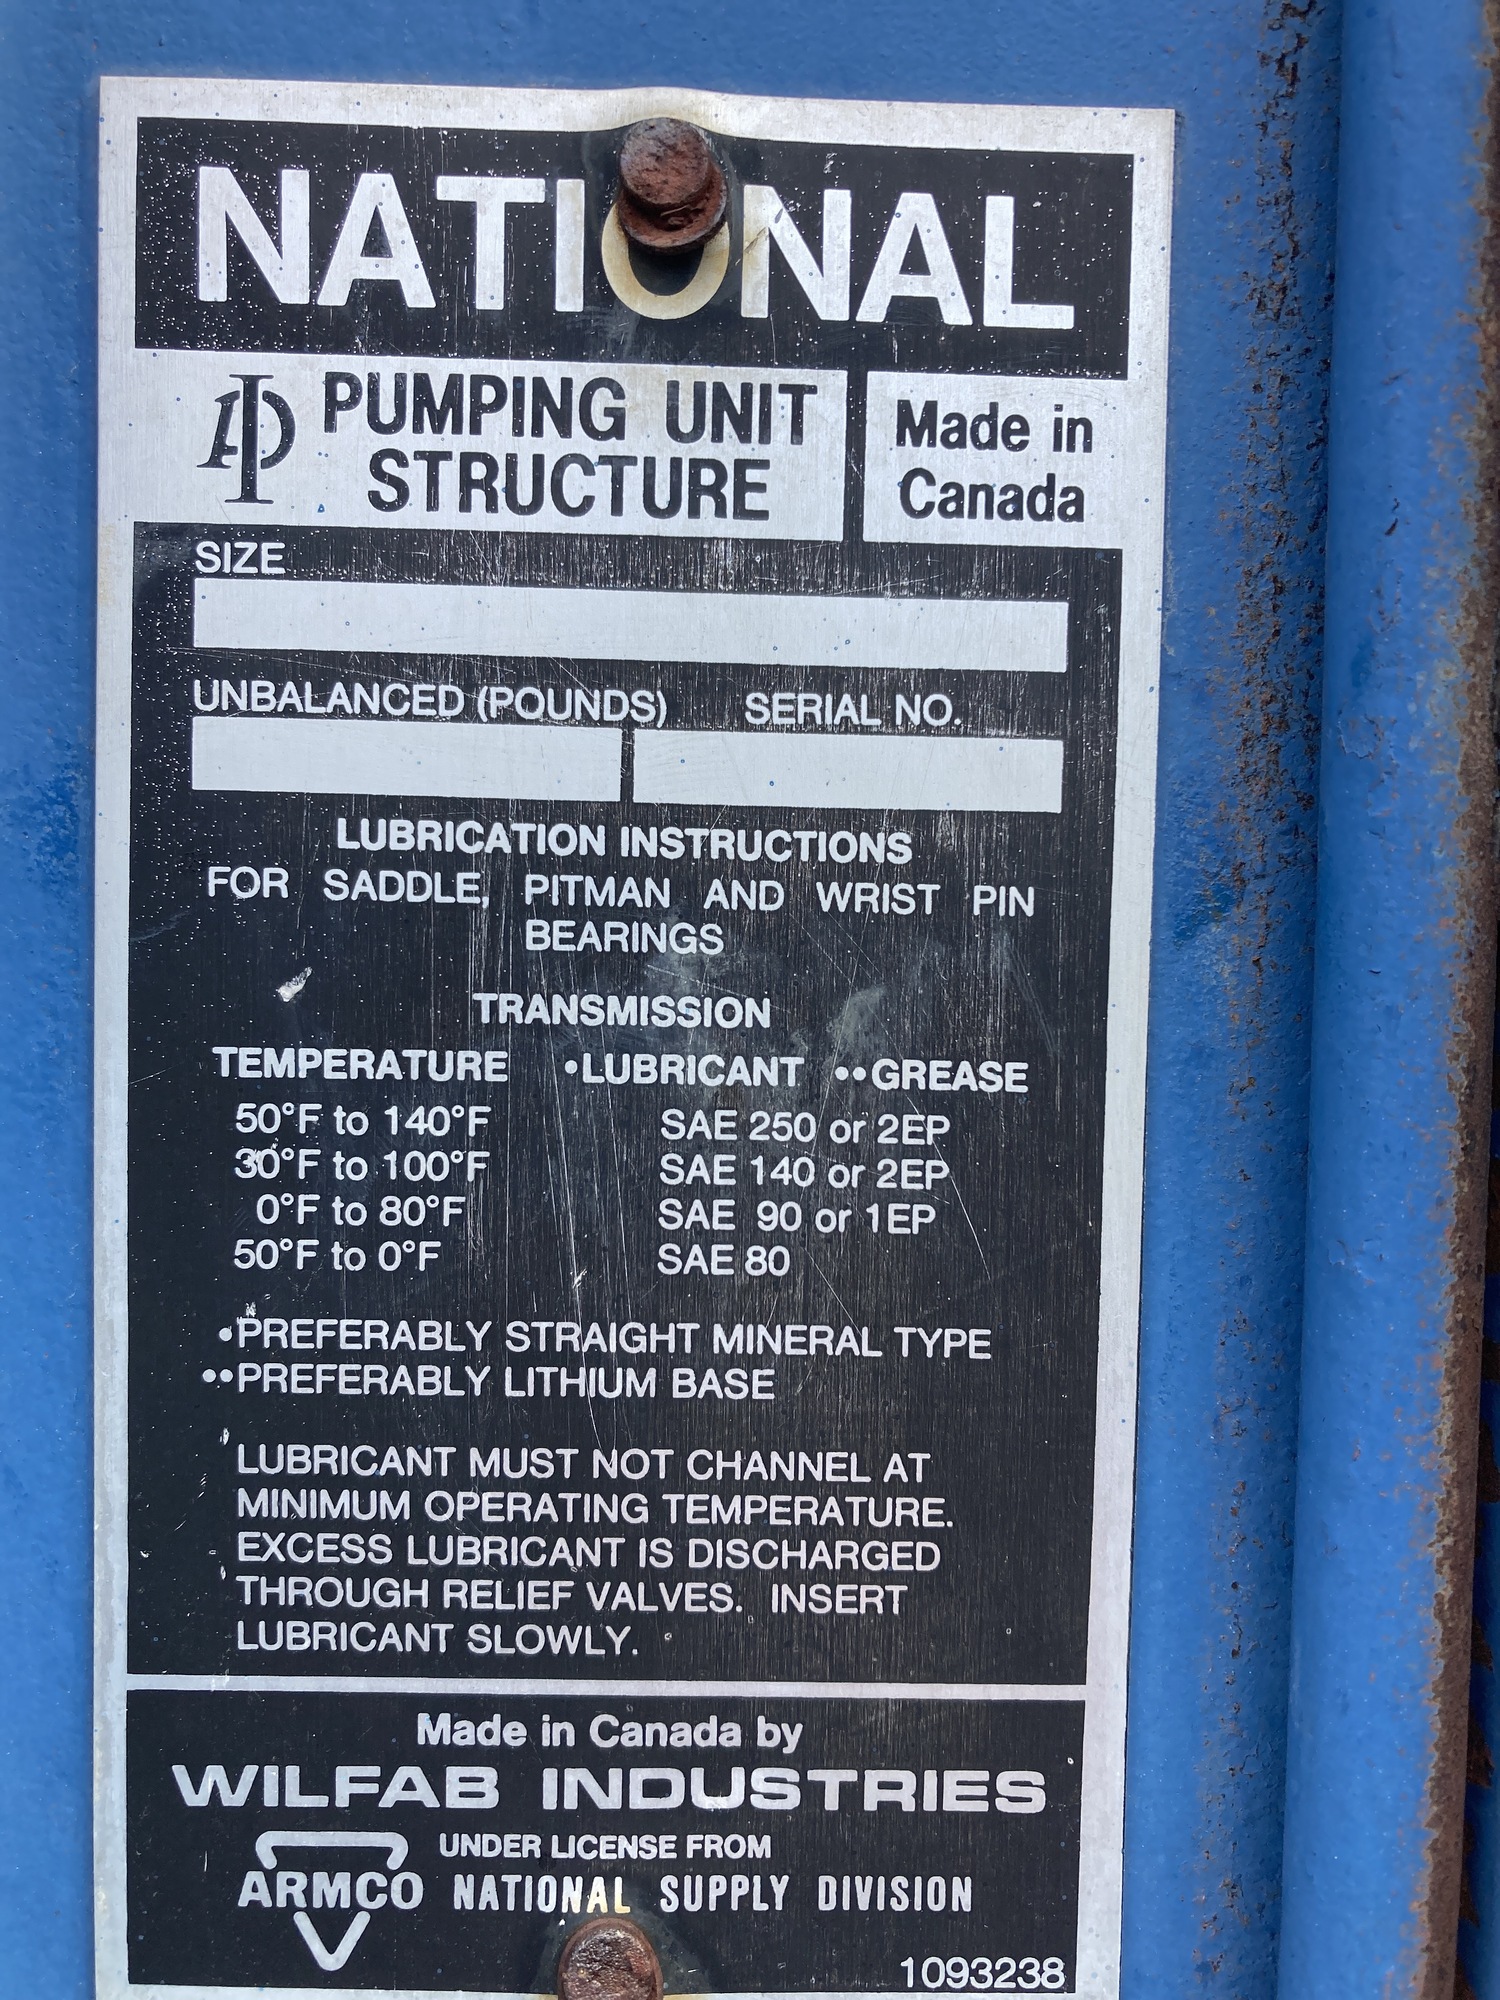 NATIONAL
API PUMPING UNIT
STRUCTURE
Made in
Canada
SIZE
UNBALANCED (POUNDS) SERIAL NO.
LUBRICATION INSTRUCTIONS
FOR SADDLE, PITMAN AND WRIST PIN
BEARINGS
TRANSMISSION
TEMPERATURE •LUBRICANT ••GREASE
50°F to 140°F SAE 250 or 2EP
30°F to 100°F SAE 140 or 2EP
0°F to 80°F SAE 90 or 1EP
50°F to 0°F SAE 80
•PREFERABLY STRAIGHT MINERAL TYPE
••PREFERABLY LITHIUM BASE
LUBRICANT MUST NOT CHANNEL AT
MINIMUM OPERATING TEMPERATURE.
EXCESS LUBRICANT IS DISCHARGED
THROUGH RELIEF VALVES. INSERT
LUBRICANT SLOWLY.
Made in Canada by
WILFAB INDUSTRIES
UNDER LICENSE FROM
ARMCO NATIONAL SUPPLY DIVISION
1093238